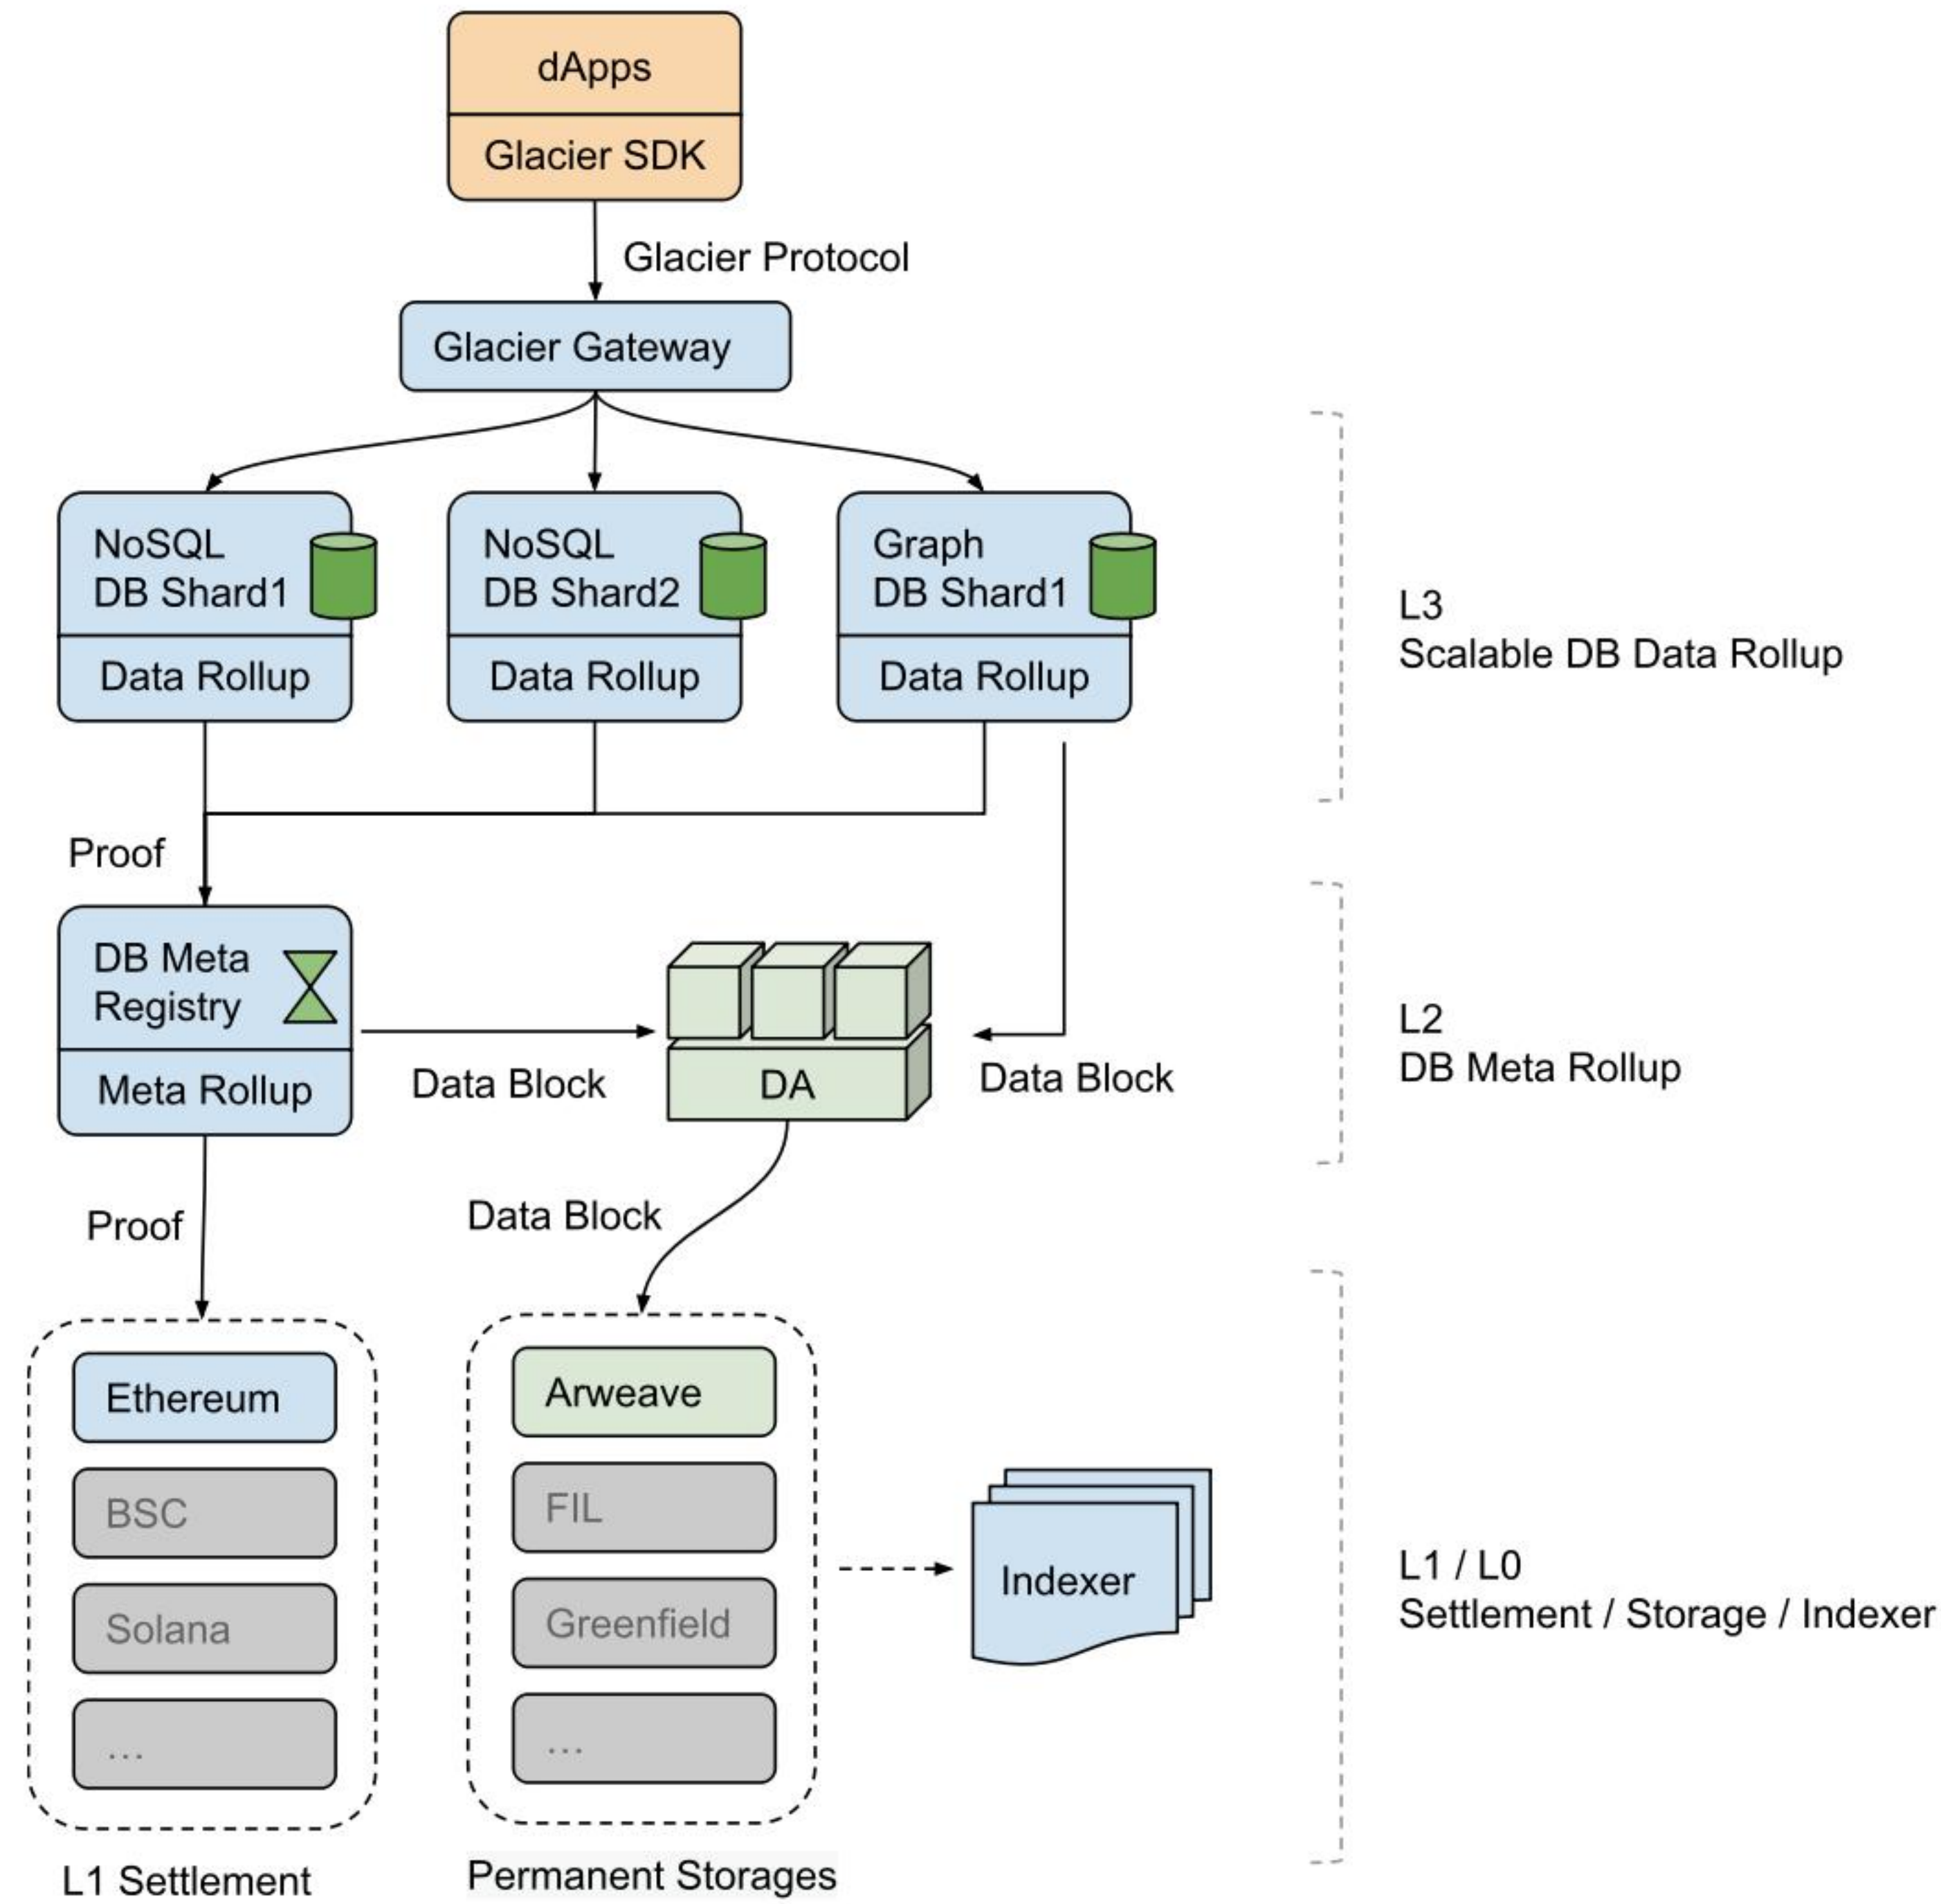 dApps
Glacier SDK
Glacier Protocol
Glacier Gateway
NoSQL
DB Shard1
Data Rollup
NoSQL
DB Shard2
Data Rollup
Graph
DB Shard1
Data Rollup
L3
Scalable DB Data Rollup
Proof
DB Meta
Registry
Meta Rollup
Data Block
DA
Data Block
L2
DB Meta Rollup
Proof
Data Block
Ethereum
BSC
Solana
...
L1 Settlement
Arweave
FIL
Greenfield
...
Permanent Storages
Indexer
L1 / L0
Settlement / Storage / Indexer